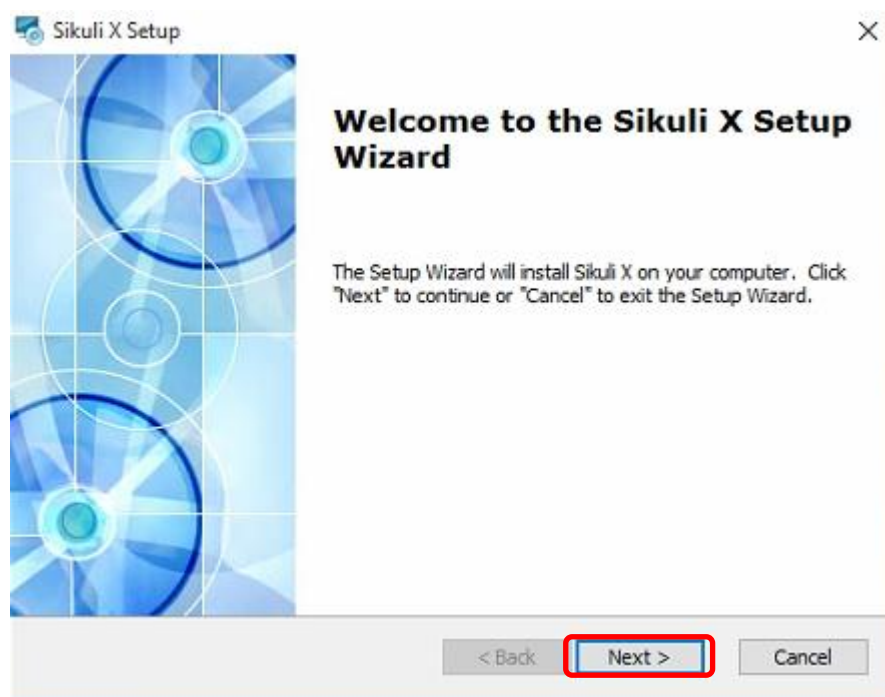 Sikuli X Setup
Welcome to the Sikuli X Setup
Wizard
The Setup Wizard will install Sikuli X on your computer.  Click
"Next" to continue or "Cancel" to exit the Setup Wizard.
< Back
Next >
Cancel